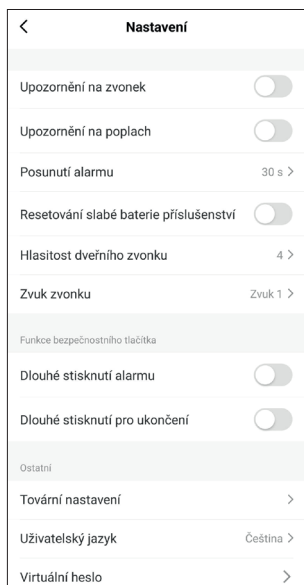 Nastavení
Upozornění na zvonek
Upozornění na poplach
Posunutí alarmu 30 s >
Resetování slabé baterie příslušenství
Hlasitost dveřního zvonku 4 >
Zvuk zvonku Zvuk 1 >
Funkce bezpečnostního tlačítka
Dlouhé stisknutí alarmu
Dlouhé stisknutí pro ukončení
Ostatní
Tovární nastavení >
Uživatelský jazyk Čeština >
Virtuální heslo >